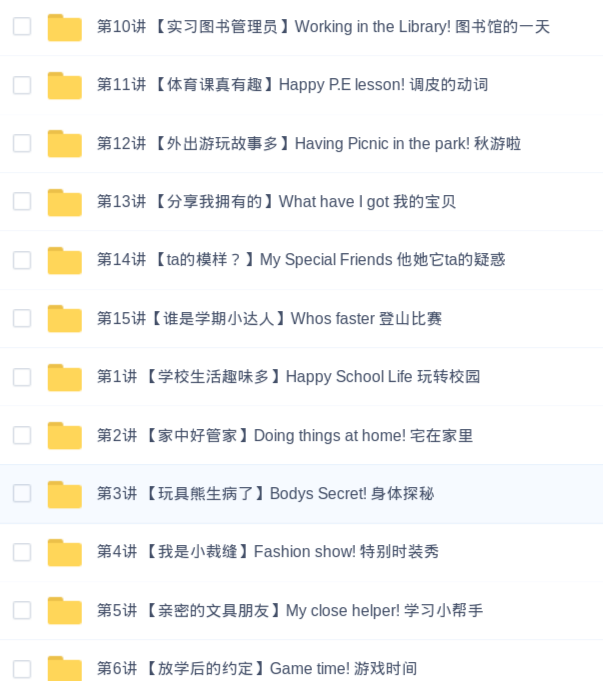 第10讲 【实习图书管理员】Working in the Library! 图书馆的一天
第11讲 【体育课真有趣】Happy P.E lesson! 调皮的动词
第12讲 【外出游玩故事多】Having Picnic in the park! 秋游啦
第13讲 【分享我拥有的】What have I got 我的宝贝
第14讲 【ta的模样？】My Special Friends 他她它ta的疑惑
第15讲【谁是学期小达人】Whos faster 登山比赛
第1讲 【学校生活趣味多】Happy School Life 玩转校园
第2讲 【家中好管家】Doing things at home! 宅在家里
第3讲 【玩具熊生病了】Bodys Secret! 身体探秘
第4讲 【我是小裁缝】Fashion show! 特别时装秀
第5讲 【亲密的文具朋友】My close helper! 学习小帮手
第6讲 【放学后的约定】Game time! 游戏时间